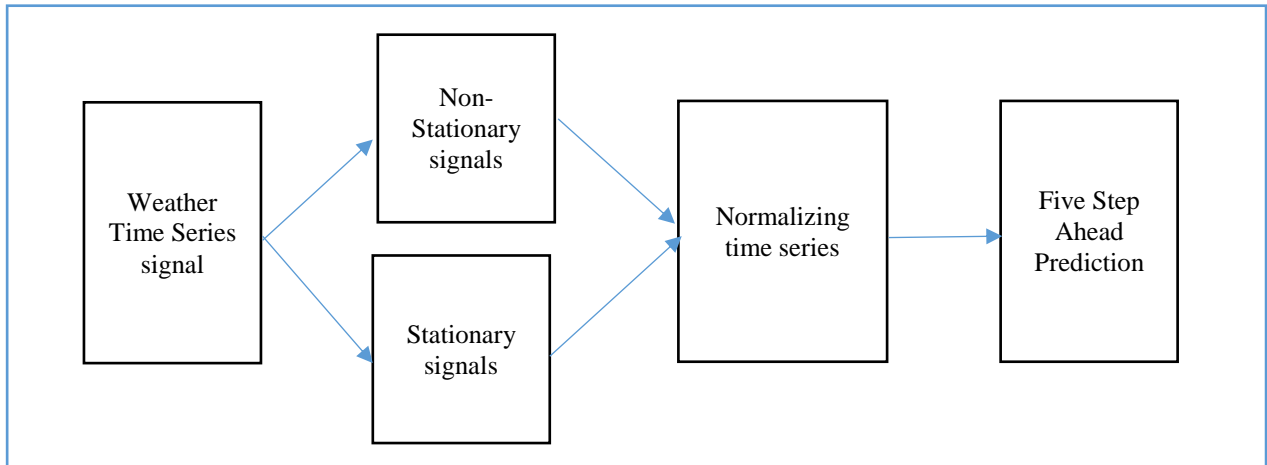 Weather
Time Series
signal
Non-
Stationary
signals
Stationary
signals
Normalizing
time series
Five Step
Ahead
Prediction